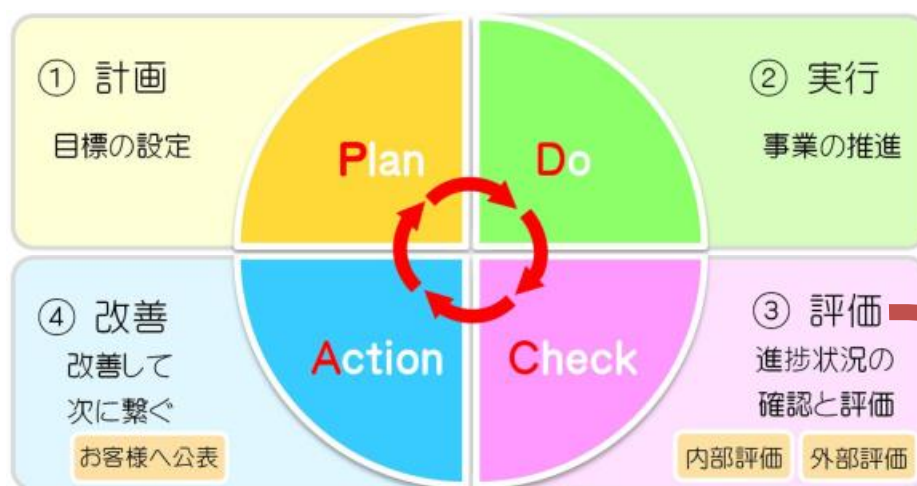 ① 計画
目標の設定
Plan
Do
② 実行
事業の推進
④ 改善
改善して
次に繋ぐ
お客様へ公表
Action
Check
③ 評価
進捗状況の
確認と評価
内部評価 外部評価